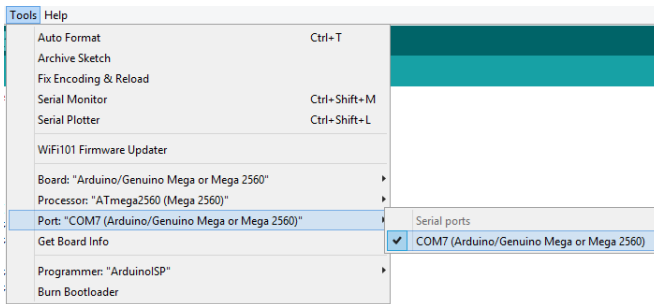 Tools Help
Auto Format Ctrl+T
Archive Sketch
Fix Encoding & Reload
Serial Monitor Ctrl+Shift+M
Serial Plotter Ctrl+Shift+L
WiFi101 Firmware Updater
Board: "Arduino/Genuino Mega or Mega 2560"
Processor: "ATmega2560 (Mega 2560)"
Port: "COM7 (Arduino/Genuino Mega or Mega 2560)"
Serial ports
COM7 (Arduino/Genuino Mega or Mega 2560)
Get Board Info
Programmer: "ArduinoISP"
Burn Bootloader